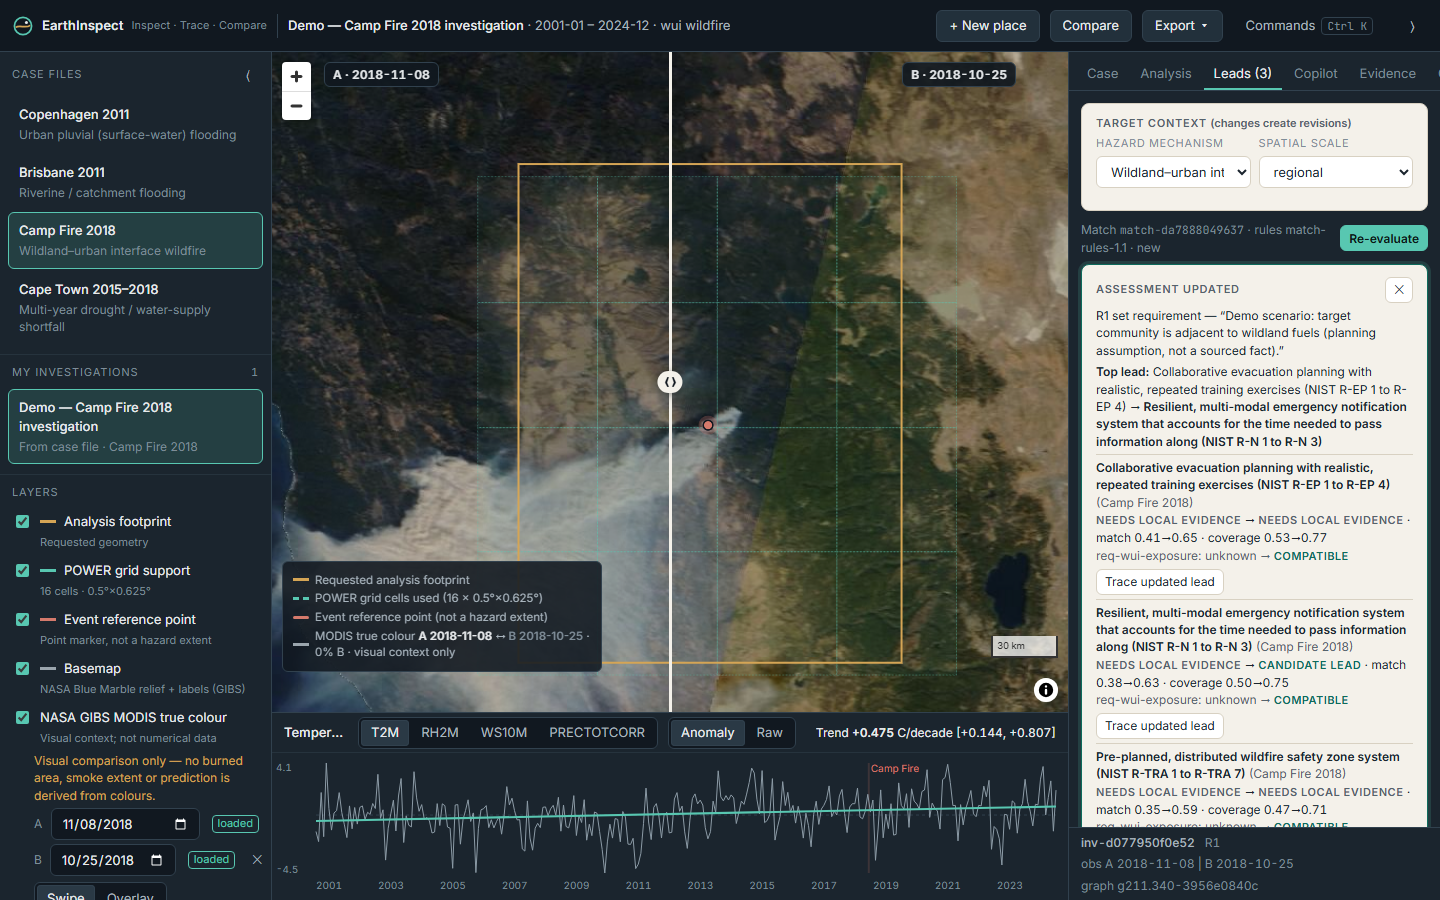 EarthInspect Inspect · Trace · Compare
Demo — Camp Fire 2018 investigation · 2001-01 – 2024-12 · wui wildfire
+ New place
Compare
Export
Commands Ctrl K
CASE FILES
Copenhagen 2011
Urban pluvial (surface-water) flooding
Brisbane 2011
Riverine / catchment flooding
Camp Fire 2018
Wildland–urban interface wildfire
Cape Town 2015–2018
Multi-year drought / water-supply
shortfall
MY INVESTIGATIONS 1
Demo — Camp Fire 2018
investigation
From case file · Camp Fire 2018
LAYERS
Analysis footprint
Requested geometry
POWER grid support
16 cells · 0.5°×0.625°
Event reference point
Point marker, not a hazard extent
Basemap
NASA Blue Marble relief + labels (GIBS)
NASA GIBS MODIS true colour
Visual context; not numerical data
Visual comparison only — no burned
area, smoke extent or prediction is
derived from colours.
A 11/08/2018 loaded
B 10/25/2018 loaded ×
Swipe Overlay
+
−
A · 2018-11-08
B · 2018-10-25
Requested analysis footprint
POWER grid cells used (16 × 0.5°×0.625°)
Event reference point (not a hazard extent)
MODIS true colour A 2018-11-08 ↔ B 2018-10-25 ·
0% B · visual context only
30 km
Temper...
T2M RH2M WS10M PRECTOTCORR
Anomaly Raw
Trend +0.475 C/decade [+0.144, +0.807]
4.1
-4.5
Camp Fire
2001 2003 2005 2007 2009 2011 2013 2015 2017 2019 2021 2023
Case Analysis Leads (3) Copilot Evidence
TARGET CONTEXT (changes create revisions)
HAZARD MECHANISM SPATIAL SCALE
Wildland–urban int regional
Match match-da7888049637 · rules match-
rules-1.1 · new
Re-evaluate
ASSESSMENT UPDATED
R1 set requirement — “Demo scenario: target
community is adjacent to wildland fuels (planning
assumption, not a sourced fact).”
Top lead: Collaborative evacuation planning with
realistic, repeated training exercises (NIST R-EP 1 to R-
EP 4) → Resilient, multi-modal emergency notification
system that accounts for the time needed to pass
information along (NIST R-N 1 to R-N 3)
Collaborative evacuation planning with realistic,
repeated training exercises (NIST R-EP 1 to R-EP 4)
(Camp Fire 2018)
NEEDS LOCAL EVIDENCE → NEEDS LOCAL EVIDENCE ·
match 0.41→0.65 · coverage 0.53→0.77
req-wui-exposure: unknown → COMPATIBLE
Trace updated lead
Resilient, multi-modal emergency notification system
that accounts for the time needed to pass information
along (NIST R-N 1 to R-N 3) (Camp Fire 2018)
NEEDS LOCAL EVIDENCE → CANDIDATE LEAD · match
0.38→0.63 · coverage 0.50→0.75
req-wui-exposure: unknown → COMPATIBLE
Trace updated lead
Pre-planned, distributed wildfire safety zone system
(NIST R-TRA 1 to R-TRA 7) (Camp Fire 2018)
NEEDS LOCAL EVIDENCE → NEEDS LOCAL EVIDENCE ·
match 0.35→0.59 · coverage 0.47→0.71
req-wui-exposure: unknown → COMPATIBLE
inv-d077950f0e52 R1
obs A 2018-11-08 | B 2018-10-25
graph g211.340-3956e0840c